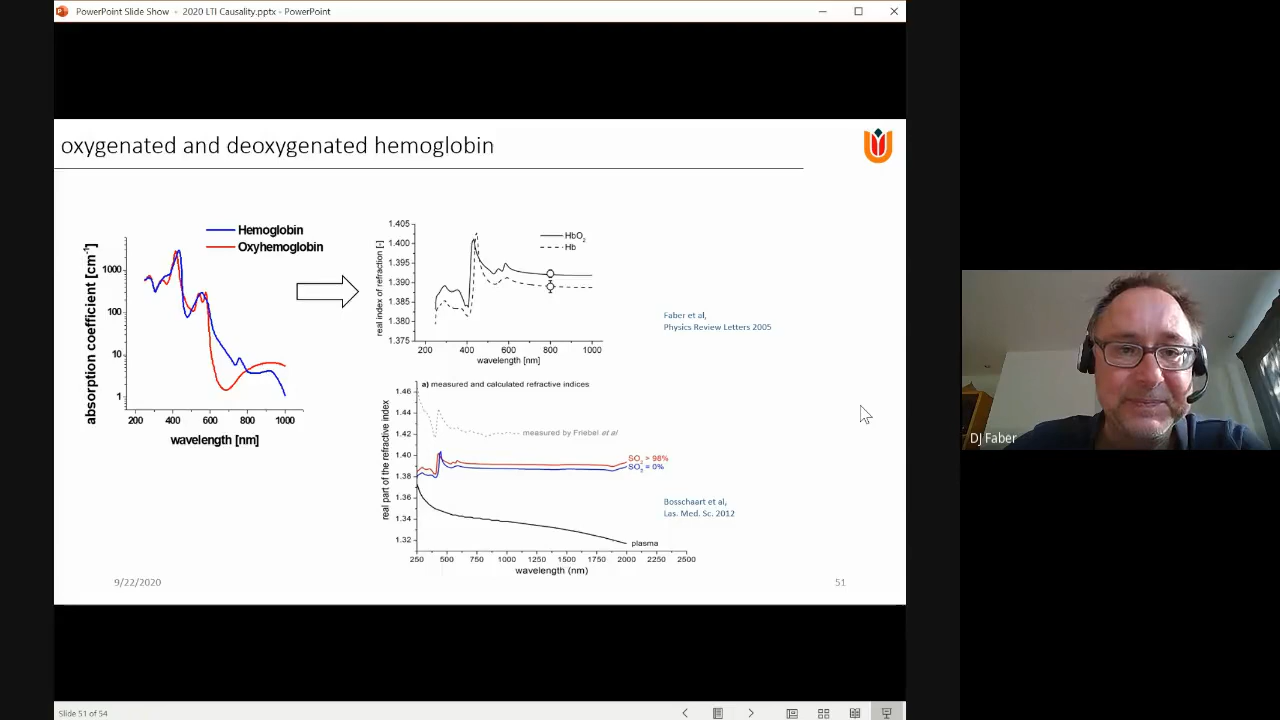 PowerPoint Slide Show - 2020 LTI Causality.pptx - PowerPoint
oxygenated and deoxygenated hemoglobin
Hemoglobin
Oxyhemoglobin
absorption coefficient [cm-1]
1000
100
10
1
200 400 600 800 1000
wavelength [nm]
real index of refraction [-]
1.405
1.400
1.395
1.390
1.385
1.380
1.375
HbO2
Hb
200 400 600 800 1000
wavelength [nm]
Faber et al,
Physics Review Letters 2005
a) measured and calculated refractive indices
real part of the refractive index
1.46
1.44
1.42
1.40
1.38
1.36
1.34
1.32
measured by Friebel et al
SO2 > 98%
SO2 = 0%
plasma
250 500 750 1000 1250 1500 1750 2000 2250 2500
wavelength (nm)
Bosschaart et al,
Las. Med. Sc. 2012
9/22/2020
51
Slide 51 of 54
DJ Faber